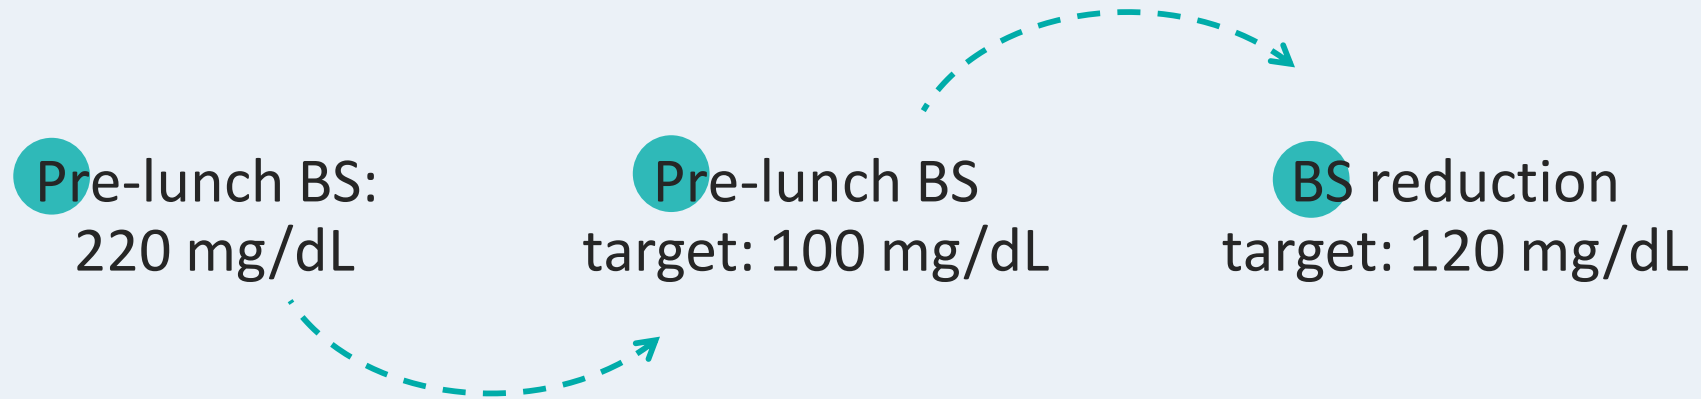 Pre-lunch BS:
220 mg/dL
Pre-lunch BS
target: 100 mg/dL
BS reduction
target: 120 mg/dL